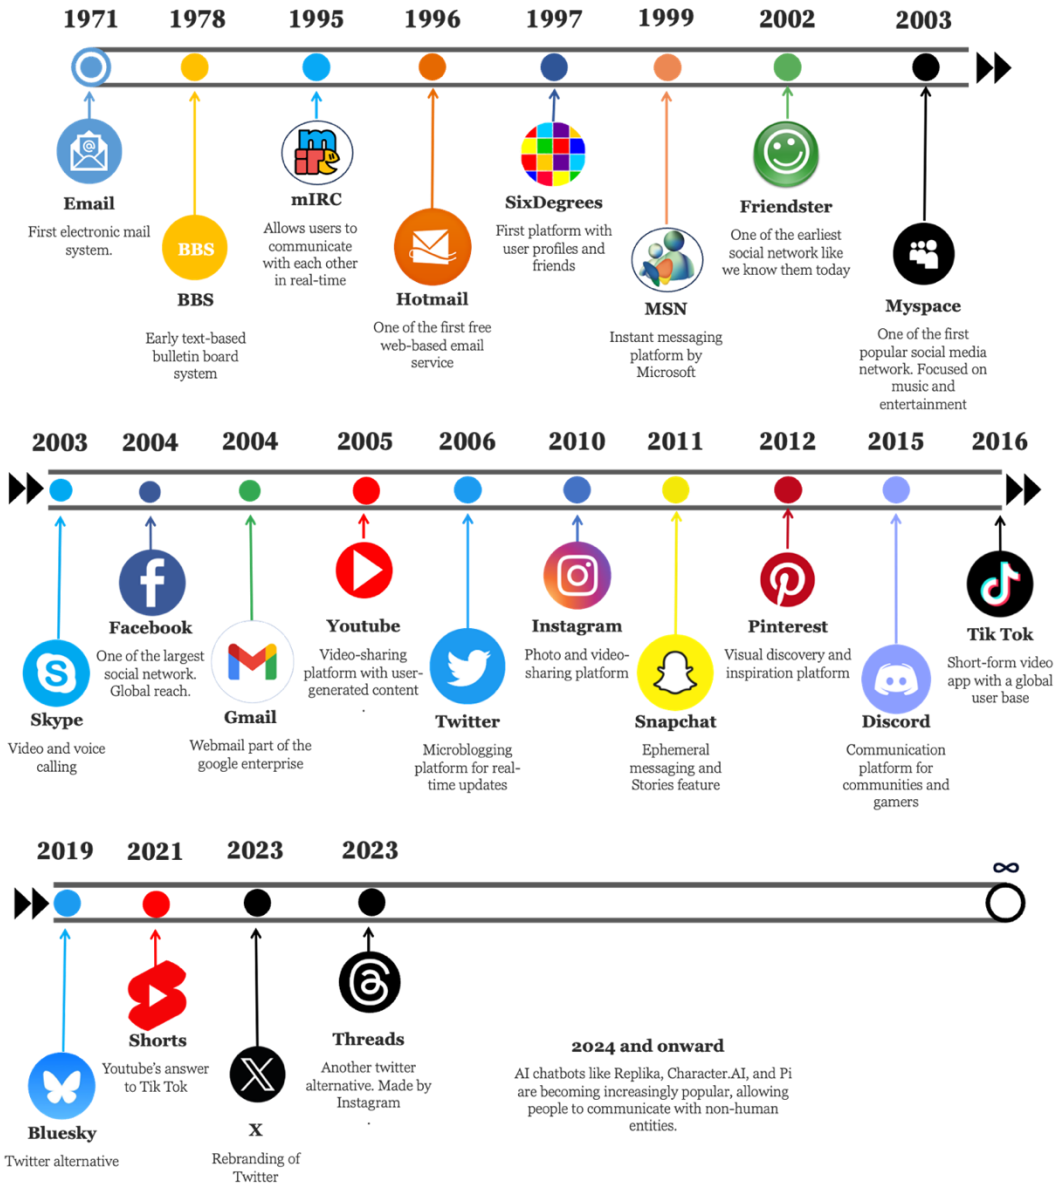 1971 1978 1995 1996 1997 1999 2002 2003
@
m
irc
BBS
Email
First electronic mail
system.
BBS
Early text-based
bulletin board
system
mIRC
Allows users to
communicate
with each other
in real-time
Hotmail
One of the first free
web-based email
service
SixDegrees
First platform with
user profiles and
friends
MSN
Instant messaging
platform by
Microsoft
Friendster
One of the earliest
social network like
we know them today
Myspace
One of the first
popular social media
network. Focused on
music and
entertainment
2003 2004 2004 2005 2006 2010 2011 2012 2015 2016
Skype
Video and voice
calling
Facebook
One of the largest
social network.
Global reach.
Gmail
Webmail part of the
google enterprise
Youtube
Video-sharing
platform with user-
generated content
.
Twitter
Microblogging
platform for real-
time updates
Instagram
Photo and video-
sharing platform
Snapchat
Ephemeral
messaging and
Stories feature
Pinterest
Visual discovery and
inspiration platform
Discord
Communication
platform for
communities and
gamers
Tik Tok
Short-form video
app with a global
user base
2019 2021 2023 2023
∞
Bluesky
Twitter alternative
Shorts
Youtube's answer
to Tik Tok
X
Rebranding of
Twitter
Threads
Another twitter
alternative. Made by
Instagram
.
2024 and onward
AI chatbots like Replika, Character.AI, and Pi
are becoming increasingly popular, allowing
people to communicate with non-human
entities.